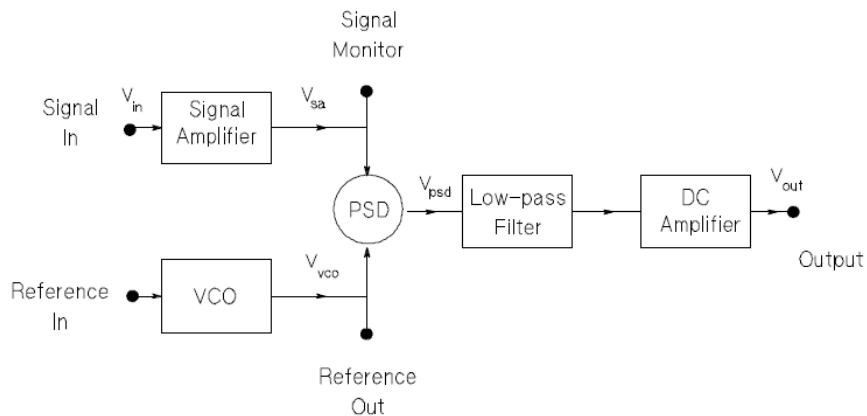 Signal
Monitor
Signal
In
V_in
Signal
Amplifier
V_sa
PSD
V_psd
Low-pass
Filter
DC
Amplifier
V_out
Output
Reference
In
VCO
V_vco
Reference
Out